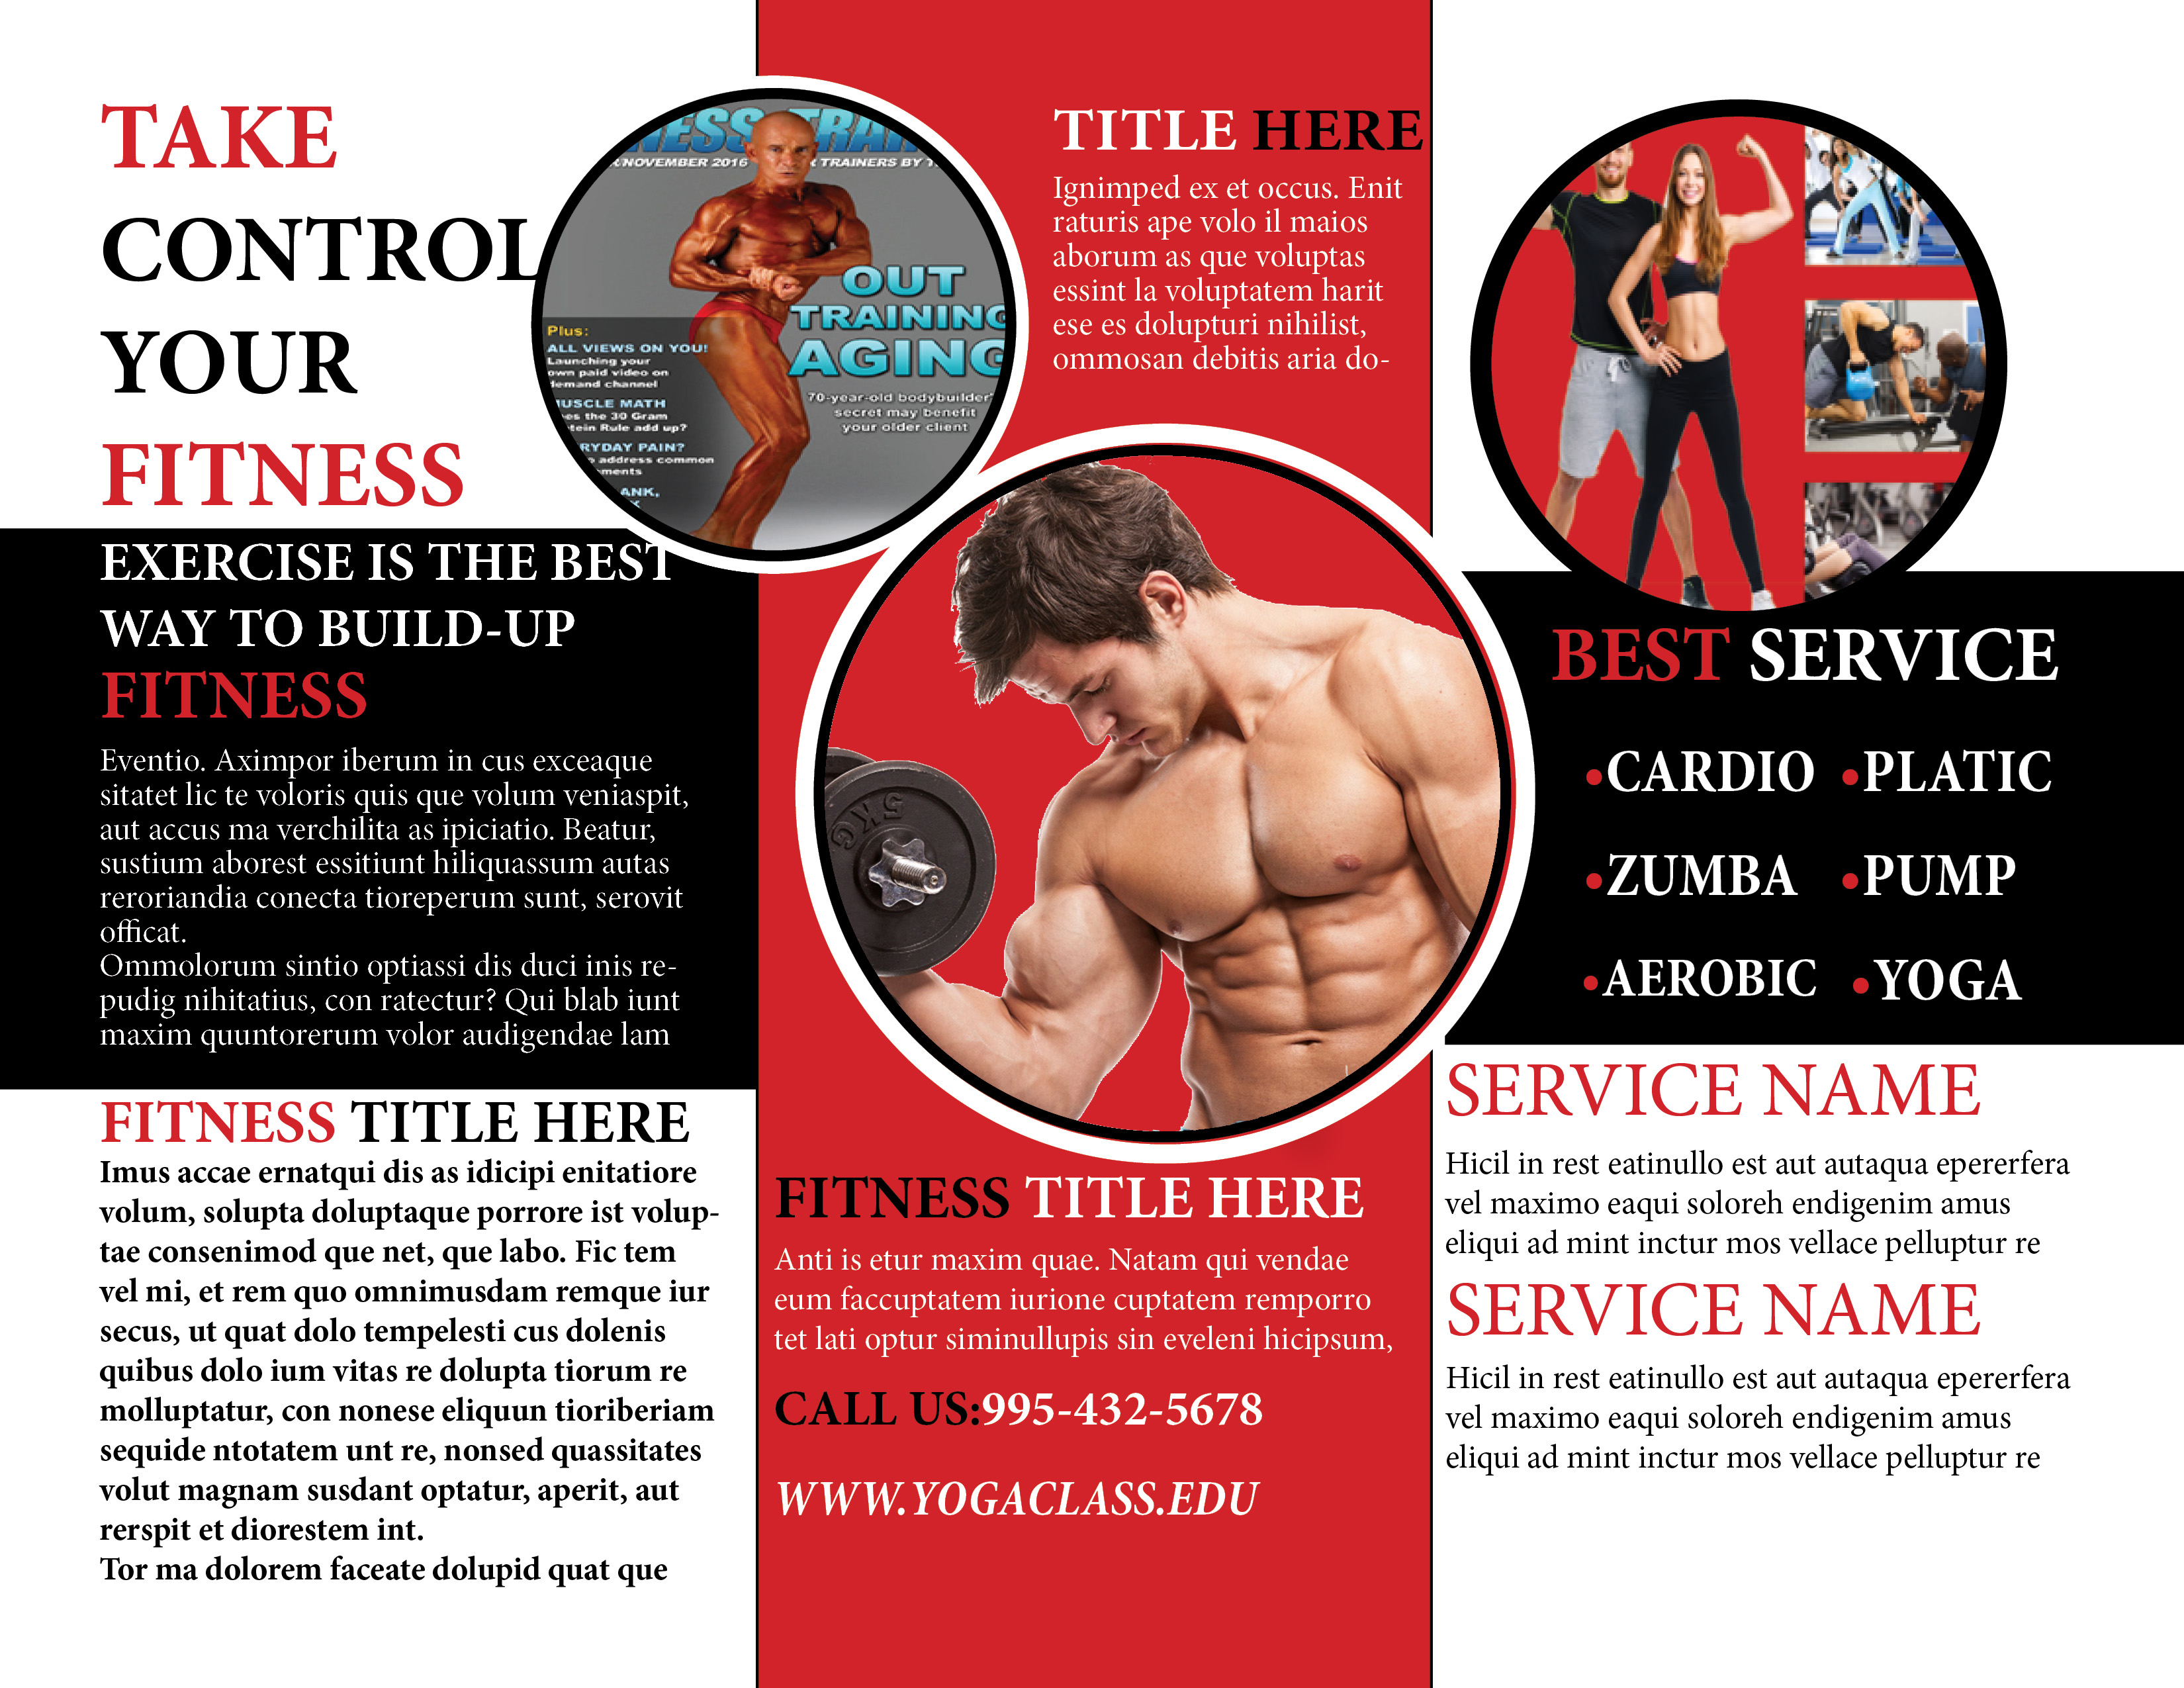 TAKE
CONTROL
YOUR
FITNESS
EXERCISE IS THE BEST
WAY TO BUILD-UP
FITNESS
Eventio. Aximpor iberum in cus exceaque
sitatet lic te voloris quis que volum veniaspit,
aut accus ma verchilita as ipiciatio. Beatur,
sustium aborest essitiunt hiliquassum autas
reroriandia conecta tioreperum sunt, serovit
officat.
Ommolorum sintio optiassi dis duci inis re-
pudig nihitatius, con ratectur? Qui blab iunt
maxim quuntorerum volor audigendae lam
FITNESS TITLE HERE
Imus accae ernatqui dis as idicipi enitatiore
volum, solupta doluptaque porrore ist volup-
tae consenimod que net, que labo. Fic tem
vel mi, et rem quo omnimusdam remque iur
secus, ut quat dolo tempelesti cus dolenis
quibus dolo ium vitas re dolupta tiorum re
molluptatur, con nonese eliquun tioriberiam
sequide ntotatem unt re, nonsed quassitates
volut magnam susdant optatur, aperit, aut
rerspit et diorestem int.
Tor ma dolorem faceate dolupid quat que
NOVEMBER 2016
TRAINERS BY
OUT
TRAINING
AGING
70-year-old bodybuilder'
secret may benefit
your older client
Plus:
ALL VIEWS ON YOU!
Launching your
own paid video on
demand channel
MUSCLE MATH
the 30 Gram
Rule add up?
PAIN?
address common
TITLE HERE
Ignimped ex et occus. Enit
raturis ape volo il maios
aborum as que voluptas
essint la voluptatem harit
ese es dolupturi nihilist,
ommosan debitis aria do-
5KG
FITNESS TITLE HERE
Anti is etur maxim quae. Natam qui vendae
eum faccuptatem iurione cuptatem remporro
tet lati optur siminullupis sin eveleni hicipsum,
CALL US:995-432-5678
WWW.YOGACLASS.EDU
BEST SERVICE
•CARDIO •PLATIC
•ZUMBA •PUMP
•AEROBIC •YOGA
SERVICE NAME
Hicil in rest eatinullo est aut autaqua epererfera
vel maximo eaqui soloreh endigenim amus
eliqui ad mint inctur mos vellace pelluptur re
SERVICE NAME
Hicil in rest eatinullo est aut autaqua epererfera
vel maximo eaqui soloreh endigenim amus
eliqui ad mint inctur mos vellace pelluptur re